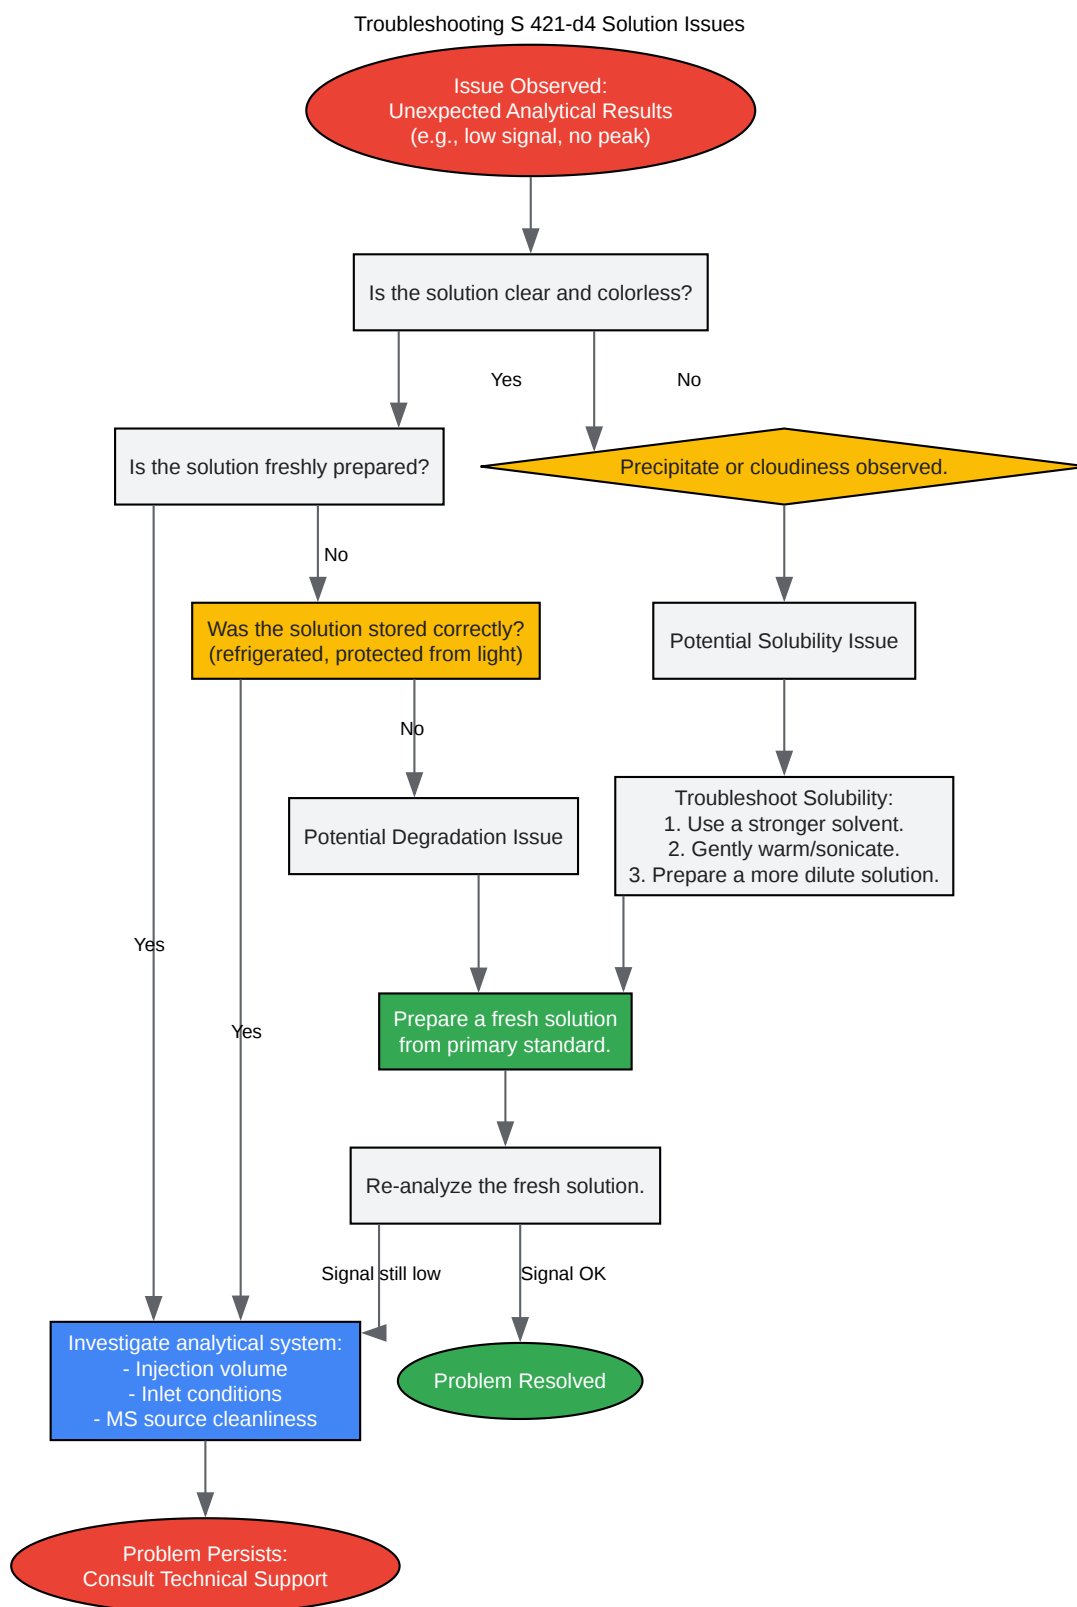 Troubleshooting S 421-d4 Solution Issues
Issue Observed:
Unexpected Analytical Results
(e.g., low signal, no peak)
Is the solution clear and colorless?
Yes
No
Is the solution freshly prepared?
Precipitate or cloudiness observed.
No
Was the solution stored correctly?
(refrigerated, protected from light)
Potential Solubility Issue
No
Potential Degradation Issue
Troubleshoot Solubility:
1. Use a stronger solvent.
2. Gently warm/sonicate.
3. Prepare a more dilute solution.
Yes
Yes
Prepare a fresh solution
from primary standard.
Re-analyze the fresh solution.
Signal still low
Signal OK
Investigate analytical system:
- Injection volume
- Inlet conditions
- MS source cleanliness
Problem Resolved
Problem Persists:
Consult Technical Support